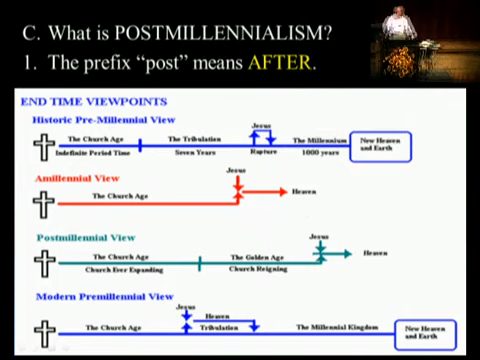 C. What is POSTMILLENNIALISM?
1. The prefix “post” means AFTER.
END TIME VIEWPOINTS
Historic Pre-Millennial View
Jesus
The Church Age
The Tribulation
The Millennium
New Heaven
and Earth
Indefinite Period Time
Seven Years
Rapture
1000 years
Amillennial View
Jesus
The Church Age
Heaven
Postmillennial View
Jesus
The Church Age
The Golden Age
Heaven
Church Ever Expanding
Church Reigning
Modern Premillennial View
Jesus
Heaven
The Church Age
Tribulation
The Millennial Kingdom
New Heaven
and Earth